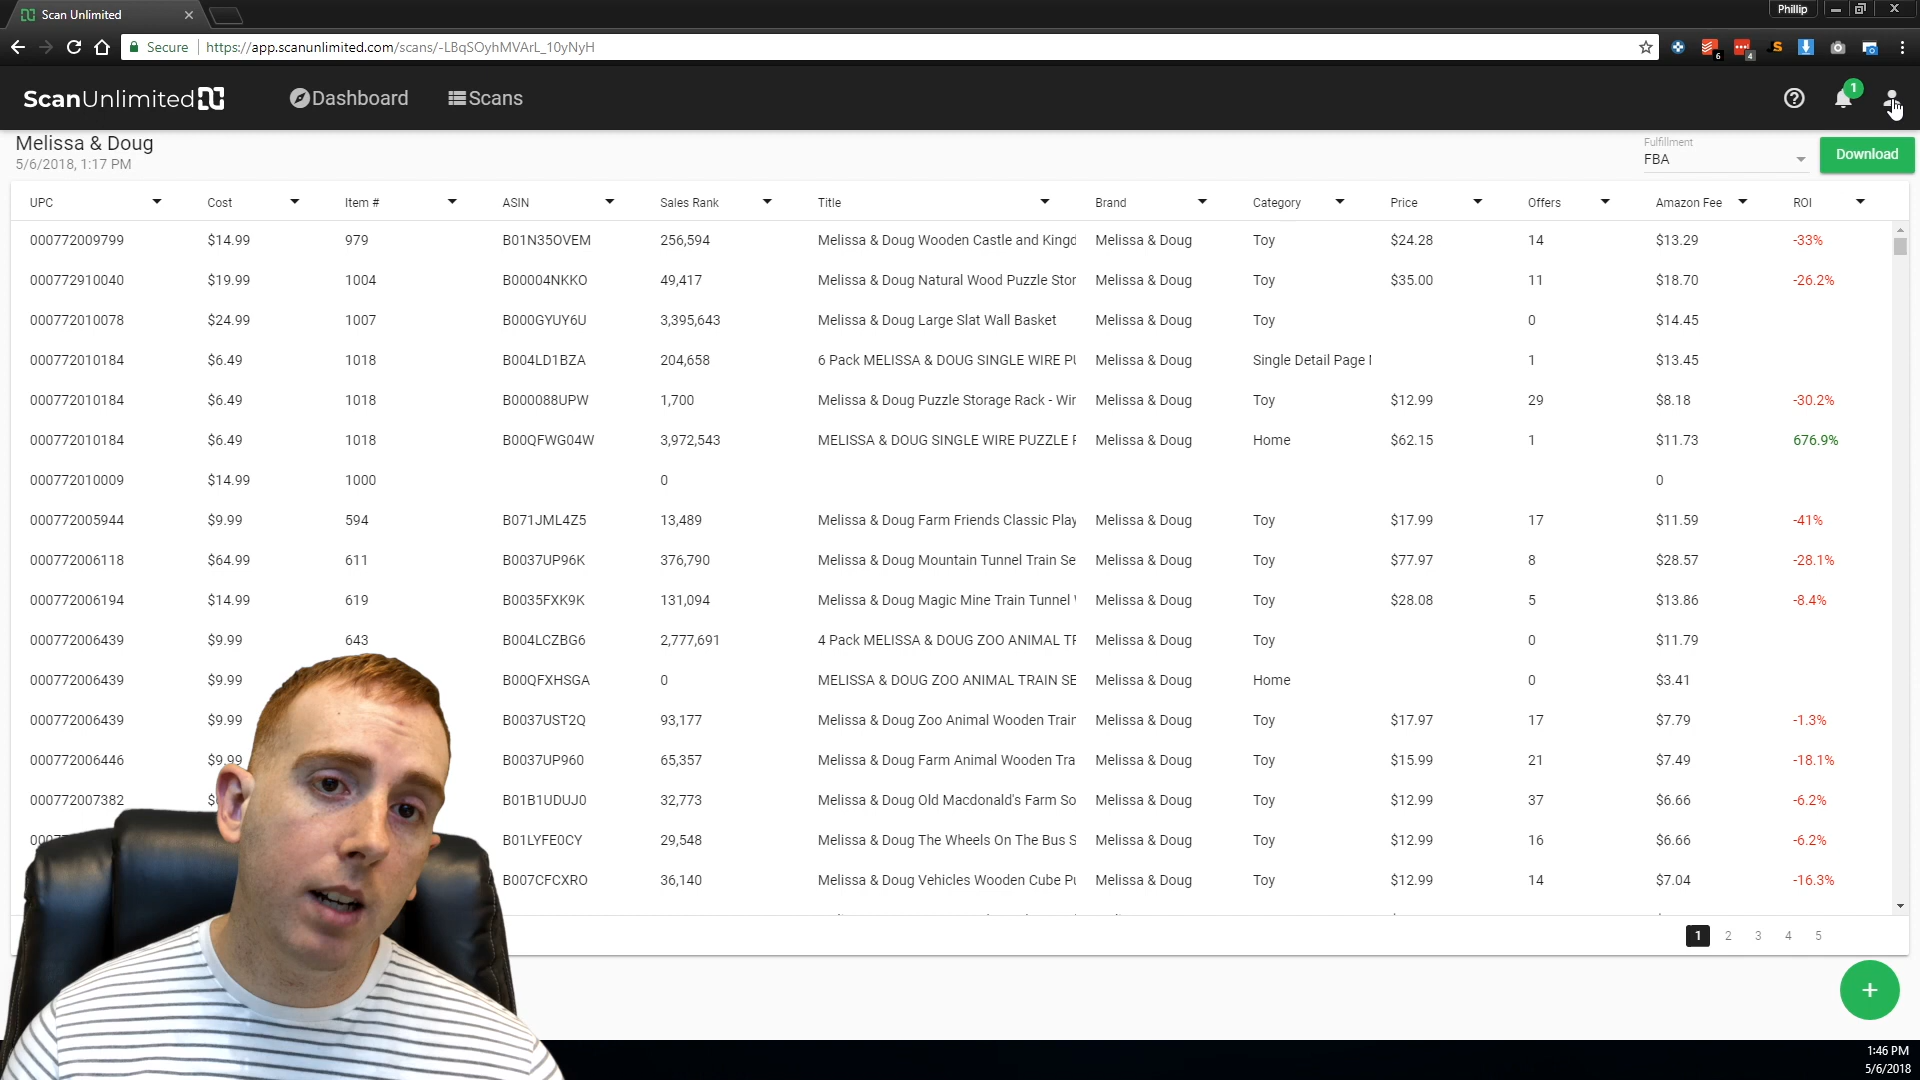 Scan Unlimited
Phillip
Secure https://app.scanunlimited.com/scans/-LBqSOyhMVArL_10yNyH
6 4
ScanUnlimited Dashboard Scans 1
Melissa & Doug
5/6/2018, 1:17 PM
Fulfillment
FBA
Download
UPC Cost Item # ASIN Sales Rank Title Brand Category Price Offers Amazon Fee ROI
000772009799 $14.99 979 B01N35OVEM 256,594 Melissa & Doug Wooden Castle and Kingd Melissa & Doug Toy $24.28 14 $13.29 -33%
000772910040 $19.99 1004 B00004NKKO 49,417 Melissa & Doug Natural Wood Puzzle Stor Melissa & Doug Toy $35.00 11 $18.70 -26.2%
000772010078 $24.99 1007 B000GYUY6U 3,395,643 Melissa & Doug Large Slat Wall Basket Melissa & Doug Toy 0 $14.45
000772010184 $6.49 1018 B004LD1BZA 204,658 6 Pack MELISSA & DOUG SINGLE WIRE PU Melissa & Doug Single Detail Page 1 $13.45
000772010184 $6.49 1018 B000088UPW 1,700 Melissa & Doug Puzzle Storage Rack - Wir Melissa & Doug Toy $12.99 29 $8.18 -30.2%
000772010184 $6.49 1018 B00QFWG04W 3,972,543 MELISSA & DOUG SINGLE WIRE PUZZLE Melissa & Doug Home $62.15 1 $11.73 676.9%
000772010009 $14.99 1000 0 0
000772005944 $9.99 594 B071JML4Z5 13,489 Melissa & Doug Farm Friends Classic Play Melissa & Doug Toy $17.99 17 $11.59 -41%
000772006118 $64.99 611 B0037UP96K 376,790 Melissa & Doug Mountain Tunnel Train Se Melissa & Doug Toy $77.97 8 $28.57 -28.1%
000772006194 $14.99 619 B0035FXK9K 131,094 Melissa & Doug Magic Mine Train Tunnel Melissa & Doug Toy $28.08 5 $13.86 -8.4%
000772006439 $9.99 643 B004LCZBG6 2,777,691 4 Pack MELISSA & DOUG ZOO ANIMAL TF Melissa & Doug Toy 0 $11.79
000772006439 $9.99 B00QFXHSGA 0 MELISSA & DOUG ZOO ANIMAL TRAIN SE Melissa & Doug Home 0 $3.41
000772006439 $9.99 B0037UST2Q 93,177 Melissa & Doug Zoo Animal Wooden Train Melissa & Doug Toy $17.97 17 $7.79 -1.3%
000772006446 $9.99 B0037UP960 65,357 Melissa & Doug Farm Animal Wooden Tra Melissa & Doug Toy $15.99 21 $7.49 -18.1%
000772007382 B01B1UDUJ0 32,773 Melissa & Doug Old Macdonald's Farm So Melissa & Doug Toy $12.99 37 $6.66 -6.2%
B01LYFE0CY 29,548 Melissa & Doug The Wheels On The Bus S Melissa & Doug Toy $12.99 16 $6.66 -6.2%
B007CFCXRO 36,140 Melissa & Doug Vehicles Wooden Cube Pu Melissa & Doug Toy $12.99 14 $7.04 -16.3%
1 2 3 4 5
+
1:46 PM
5/6/2018